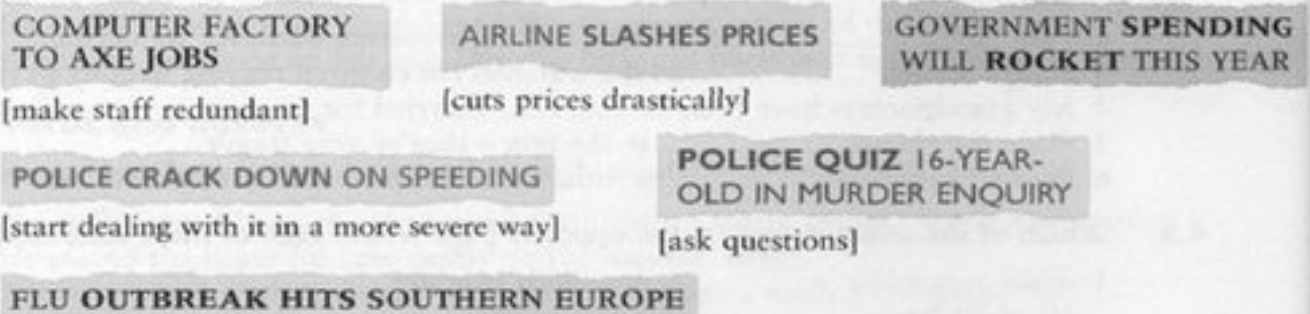 COMPUTER FACTORY
TO AXE JOBS
[make staff redundant]
AIRLINE SLASHES PRICES
[cuts prices drastically]
GOVERNMENT SPENDING
WILL ROCKET THIS YEAR
POLICE CRACK DOWN ON SPEEDING
[start dealing with it in a more severe way]
POLICE QUIZ 16-YEAR-
OLD IN MURDER ENQUIRY
[ask questions]
FLU OUTBREAK HITS SOUTHERN EUROPE